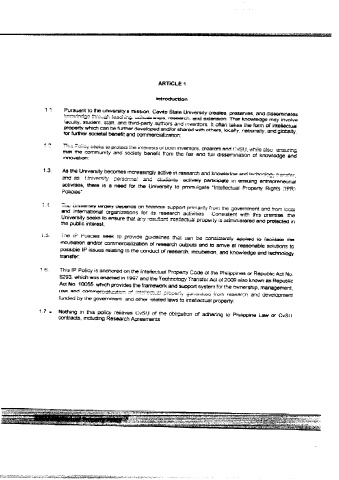 ARTICLE 1
Introduction
1.1 Pursuant to the university's mission, Cavite State University creates, preserves, and disseminates
knowledge through teaching, scholarships, research, and extension. This knowledge may involve
faculty, student, staff, and third-party authors and inventors. It often takes the form of intellectual
property which can be further developed and/or shared with others, locally, nationally, and globally,
for further societal benefit and commercialization;
1.2 This Policy seeks to protect the interests of both inventors, creators and CvSU, while also ensuring
that the community and society benefit from the fair and full dissemination of knowledge and
innovation;
1.3 As the University becomes increasingly active in research and knowledge and technology transfer,
and as University personnel and students actively participate in ensuing entrepreneurial
activities, there is a need for the University to promulgate "Intellectual Property Rights (IPR)
Policies"
1.4 The University largely depends on financial support primarily from the government and from local
and international organizations for its research activities. Consistent with this premise, the
University seeks to ensure that any resultant intellectual property is administered and protected in
the public interest.
1.5. The IP Policies seek to provide guidelines that can be consistently applied to facilitate the
incubation and/or commercialization of research outputs and to arrive at reasonable solutions to
possible IP issues relating to the conduct of research, incubation, and knowledge and technology
transfer;
1.6. This IP Policy is anchored on the Intellectual Property Code of the Philippines or Republic Act No.
8293, which was enacted in 1997 and the Technology Transfer Act of 2009 also known as Republic
Act No. 10055, which provides the framework and support system for the ownership, management,
use and commercialization of intellectual property generated from research and development
funded by the government, and other related laws to intellectual property.
1.7 Nothing in this policy relieves CvSU of the obligation of adhering to Philippine Law or CvSU
contracts, including Research Agreements